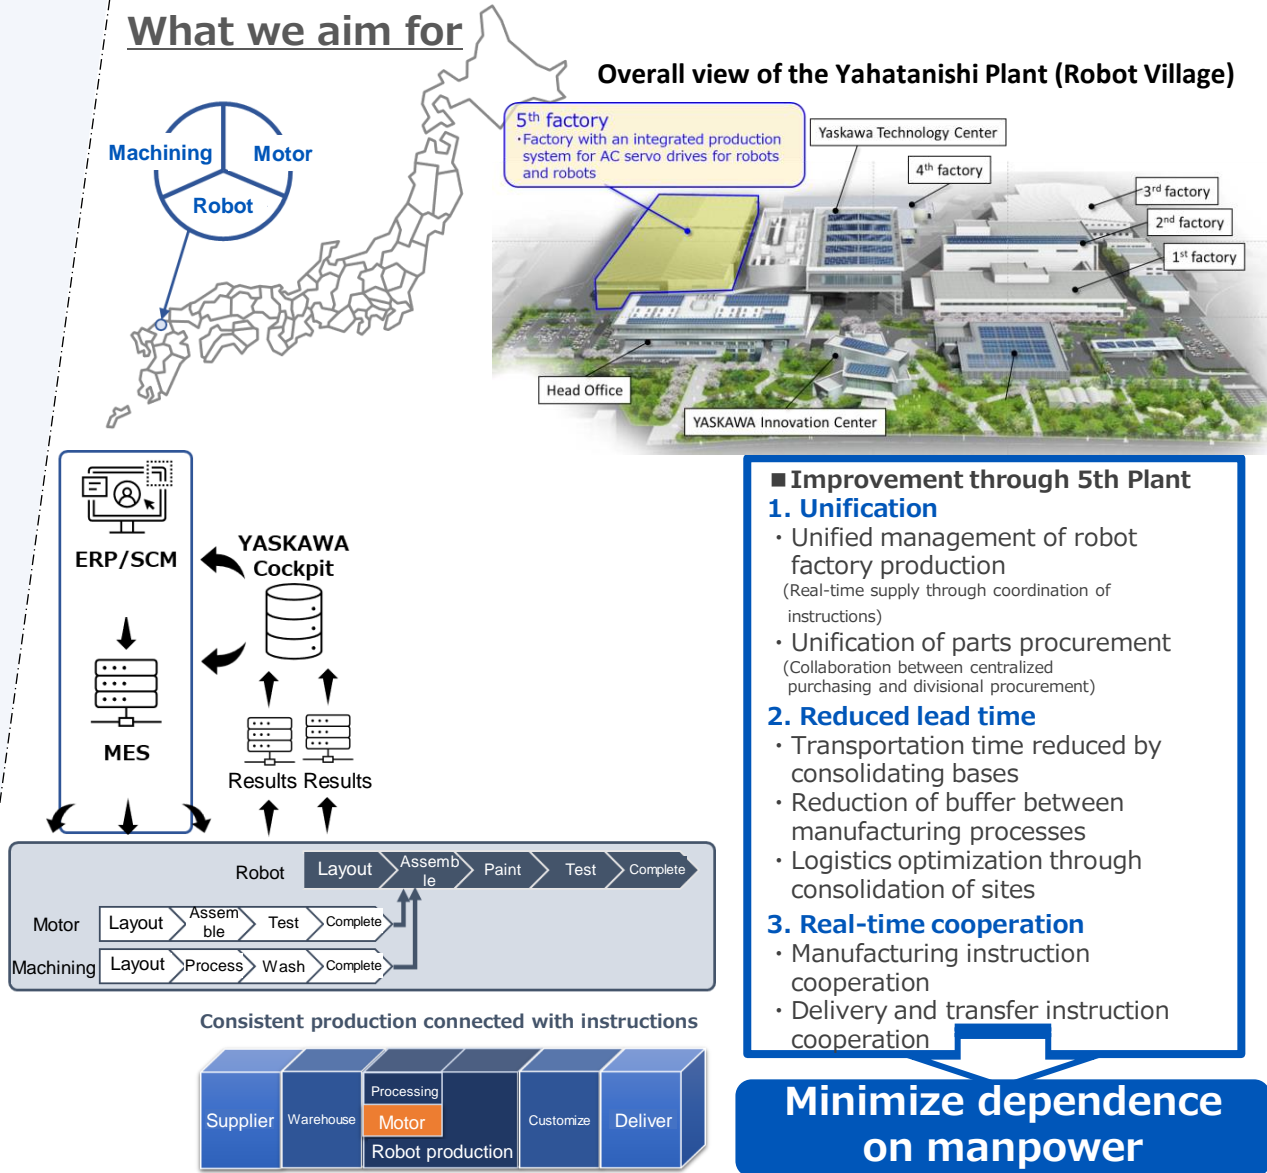 What we aim for
Machining
Motor
Robot
Overall view of the Yahatanishi Plant (Robot Village)
5th factory
・Factory with an integrated production
system for AC servo drives for robots
and robots
Yaskawa Technology Center
4th factory
3rd factory
2nd factory
1st factory
Head Office
YASKAWA Innovation Center
ERP/SCM
YASKAWA
Cockpit
MES
Results
Results
Robot
Layout
Assemb
le
Paint
Test
Complete
Motor
Layout
Assem
ble
Test
Complete
Machining
Layout
Process
Wash
Complete
Consistent production connected with instructions
Supplier
Warehouse
Processing
Motor
Robot production
Customize
Deliver
■Improvement through 5th Plant
1. Unification
・Unified management of robot
factory production
(Real-time supply through coordination of
instructions)
・Unification of parts procurement
(Collaboration between centralized
purchasing and divisional procurement)
2. Reduced lead time
・Transportation time reduced by
consolidating bases
・Reduction of buffer between
manufacturing processes
・Logistics optimization through
consolidation of sites
3. Real-time cooperation
・Manufacturing instruction
cooperation
・Delivery and transfer instruction
cooperation
Minimize dependence
on manpower